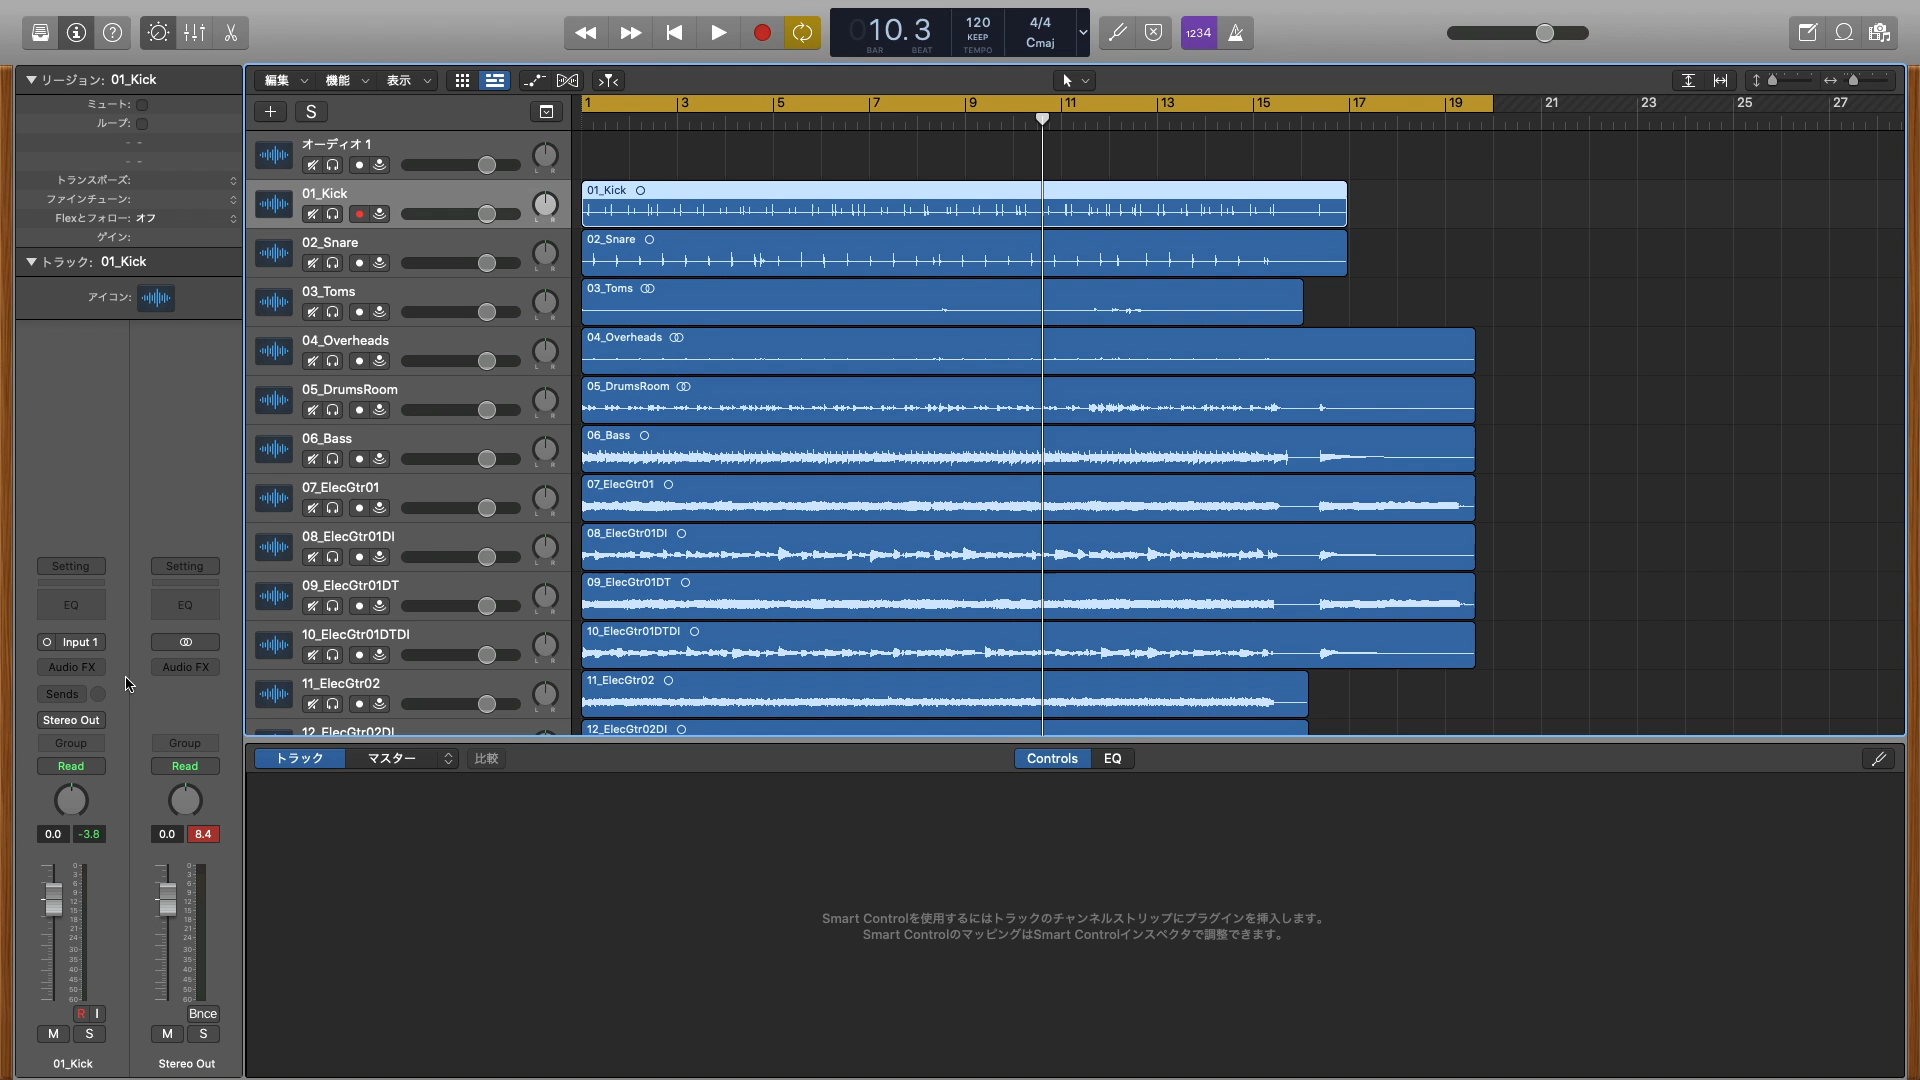 010.3
BAR BEAT
120
KEEP
TEMPO
4/4
Cmaj
1234
リージョン: 01_Kick
ミュート:
ループ:
トランスポーズ:
ファインチューン:
Flexとフォロー: オフ
ゲイン:
トラック: 01_Kick
アイコン:
Setting
EQ
Input 1
Audio FX
Sends
Stereo Out
Group
Read
0.0 -3.8
R I
M S
01_Kick
Setting
EQ
Audio FX
Group
Read
0.0 8.4
Bnce
M S
Stereo Out
編集 機能 表示
S
1 3 5 7 9 11 13 15 17 19 21 23 25 27
オーディオ 1
01_Kick
02_Snare
03_Toms
04_Overheads
05_DrumsRoom
06_Bass
07_ElecGtr01
08_ElecGtr01DI
09_ElecGtr01DT
10_ElecGtr01DTDI
11_ElecGtr02
12_ElecGtr02DI
01_Kick
02_Snare
03_Toms
04_Overheads
05_DrumsRoom
06_Bass
07_ElecGtr01
08_ElecGtr01DI
09_ElecGtr01DT
10_ElecGtr01DTDI
11_ElecGtr02
12_ElecGtr02DI
トラック マスター 比較
Controls EQ
Smart Controlを使用するにはトラックのチャンネルストリップにプラグインを挿入します。
Smart ControlのマッピングはSmart Controlインスペクタで調整できます。